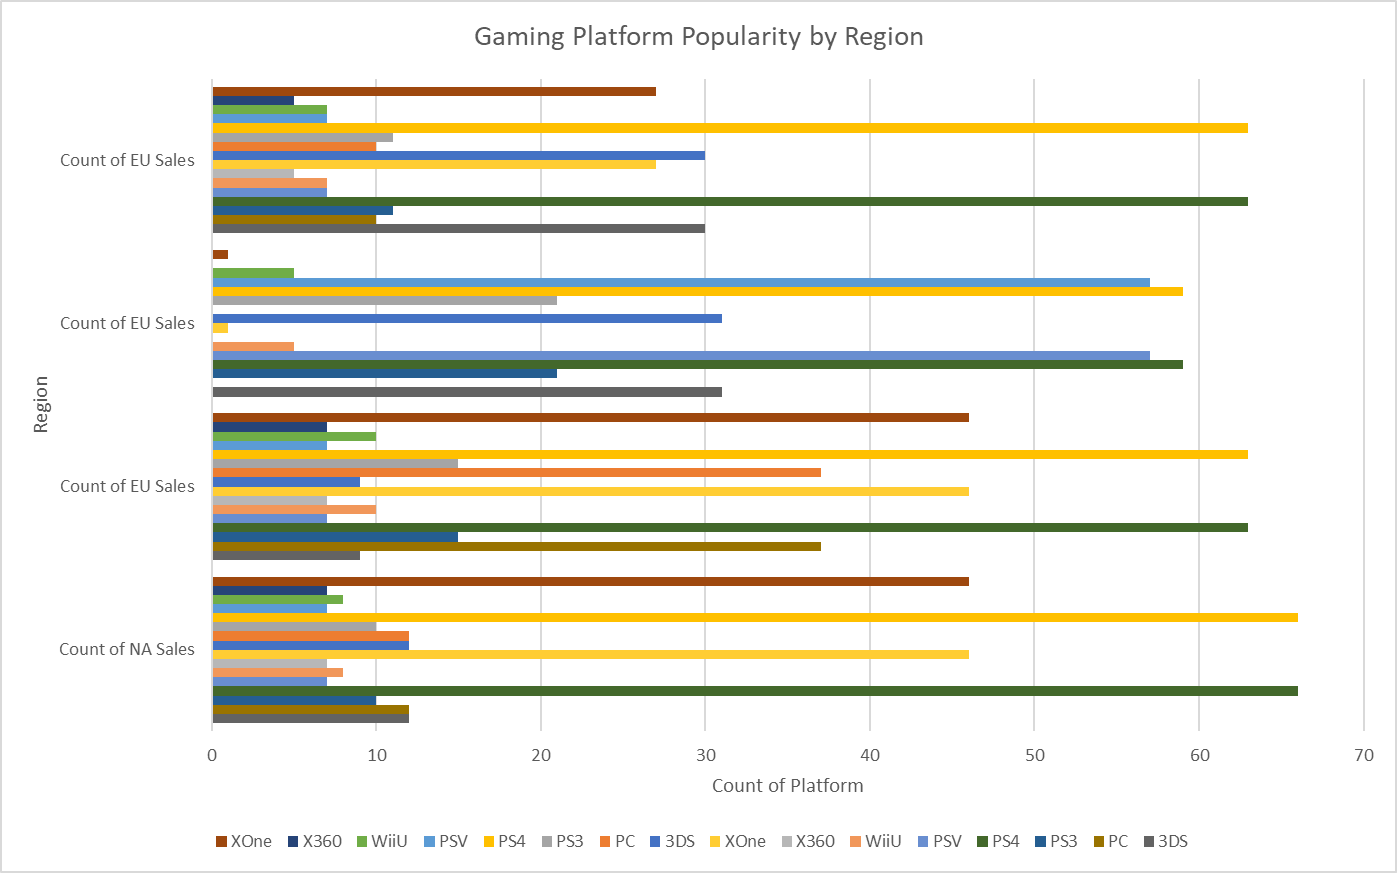 Gaming Platform Popularity by Region
Count of EU Sales
Count of EU Sales
Count of EU Sales
Count of NA Sales
Region
0 10 20 30 40 50 60 70
Count of Platform
XOne X360 WiiU PSV PS4 PS3 PC 3DS XOne X360 WiiU PSV PS4 PS3 PC 3DS